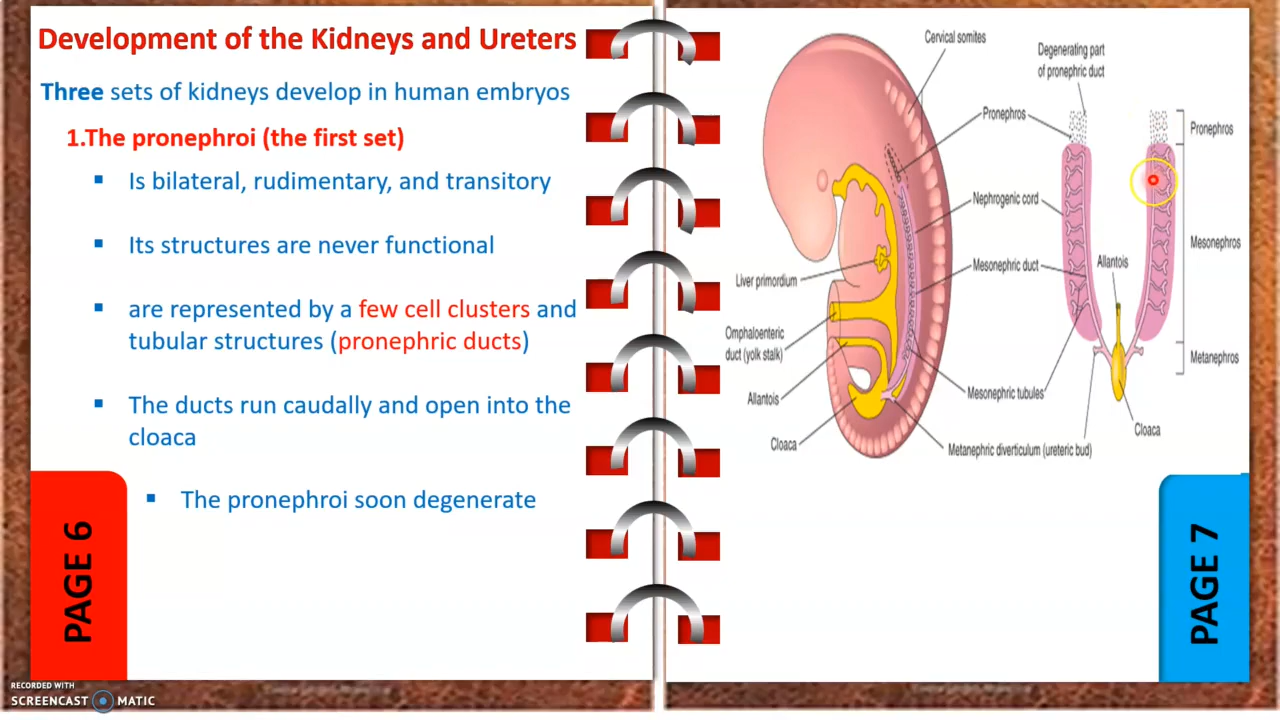 Development of the Kidneys and Ureters
Three sets of kidneys develop in human embryos
1.The pronephroi (the first set)
▪ Is bilateral, rudimentary, and transitory
▪ Its structures are never functional
▪ are represented by a few cell clusters and
tubular structures (pronephric ducts)
▪ The ducts run caudally and open into the
cloaca
▪ The pronephroi soon degenerate
PAGE 6
RECORDED WITH
SCREENCAST MATIC
Cervical somites
Degenerating part
of pronephric duct
Pronephros
Pronephros
Nephrogenic cord
Mesonephros
Mesonephric duct
Allantois
Liver primordium
Omphaloenteric
duct (yolk stalk)
Metanephros
Mesonephric tubules
Allantois
Cloaca
Cloaca
Metanephric diverticulum (ureteric bud)
PAGE 7